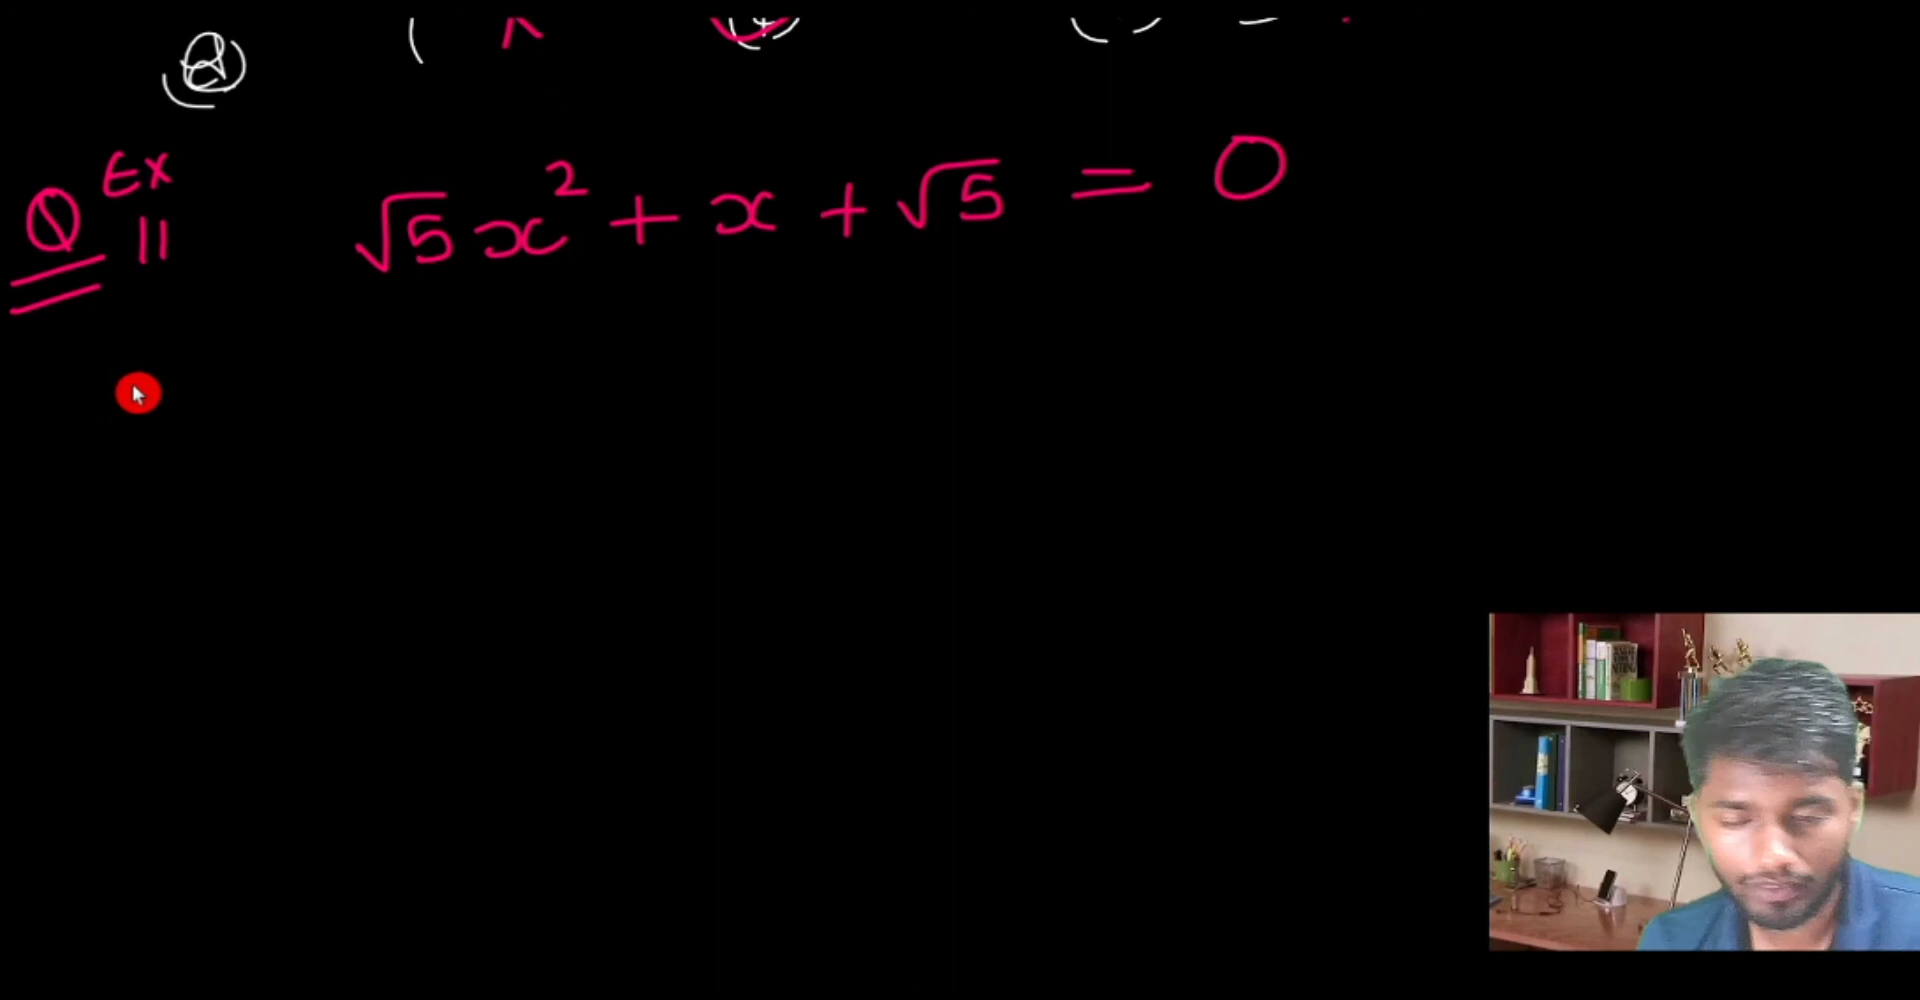 Q Ex 11 √5x² + x + √5 = 0